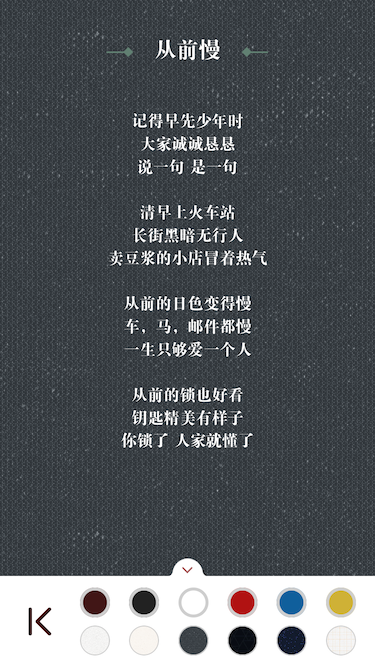 从前慢
记得早先少年时
大家诚诚恳恳
说一句 是一句
清早上火车站
长街黑暗无行人
卖豆浆的小店冒着热气
从前的日色变得慢
车，马，邮件都慢
一生只够爱一个人
从前的锁也好看
钥匙精美有样子
你锁了 人家就懂了